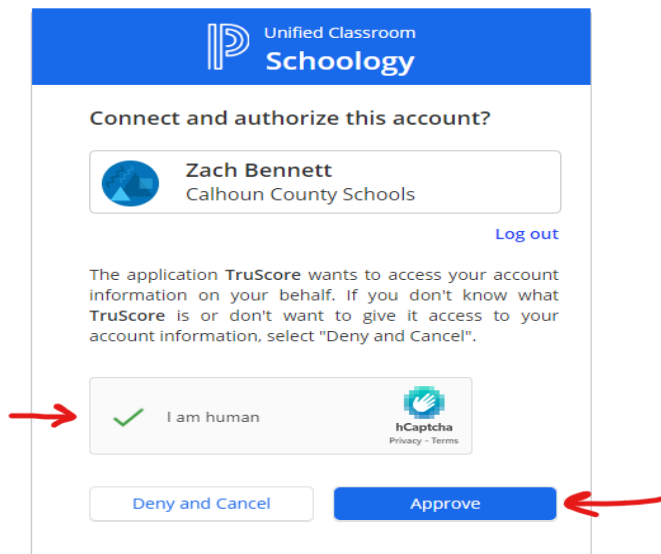 Unified Classroom
Schoology
Connect and authorize this account?
Zach Bennett
Calhoun County Schools
Log out
The application TruScore wants to access your account
information on your behalf. If you don't know what
TruScore is or don't want to give it access to your
account information, select "Deny and Cancel".
I am human
hCaptcha
Privacy - Terms
Deny and Cancel
Approve